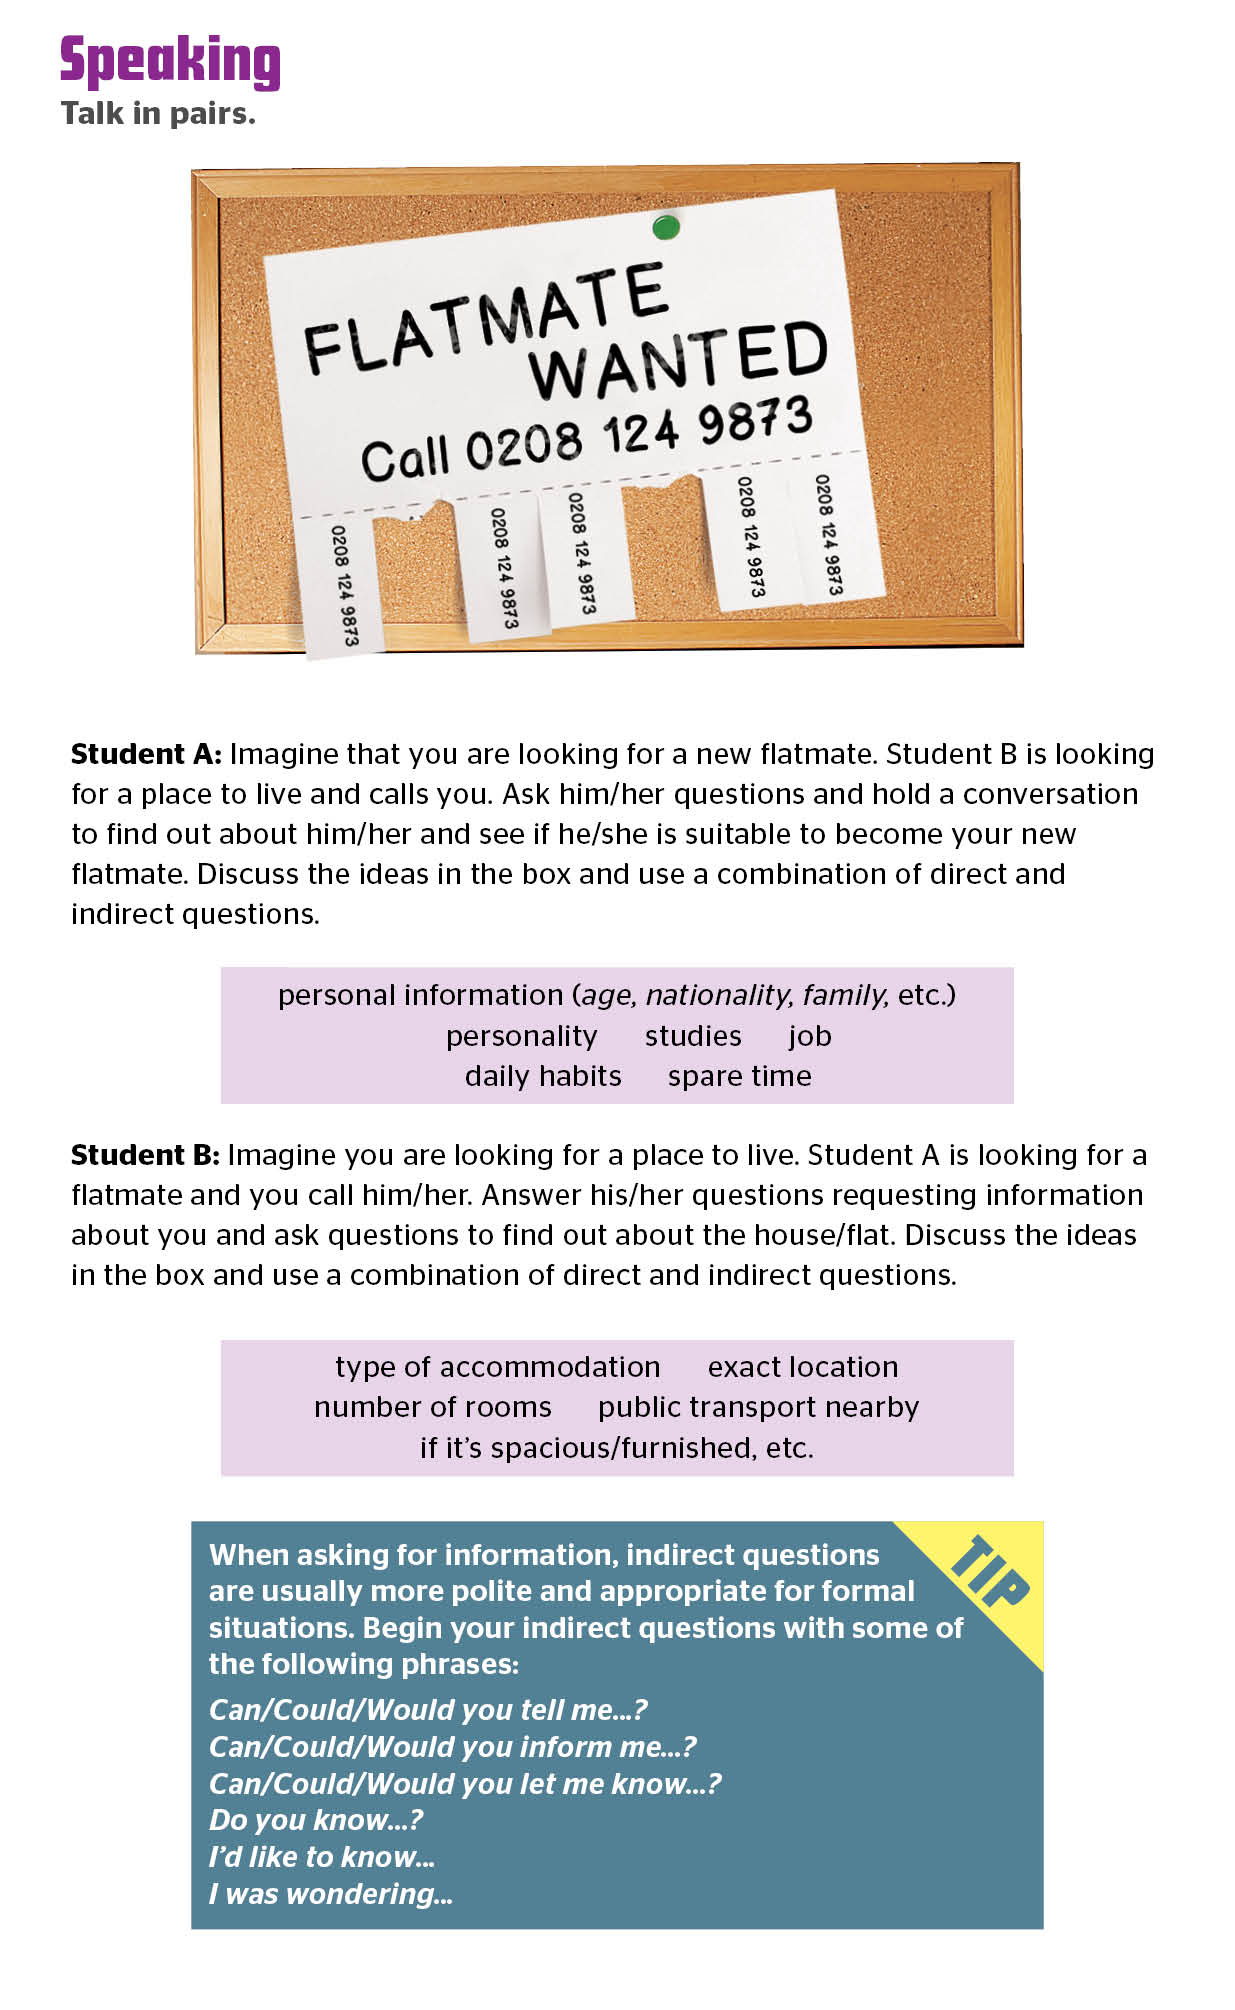 Speaking
Talk in pairs.
FLATMATE
WANTED
Call 0208 124 9873
0208 124 9873
0208 124 9873
0208 124 9873
0208 124 9873
0208 124 9873
Student A: Imagine that you are looking for a new flatmate. Student B is looking
for a place to live and calls you. Ask him/her questions and hold a conversation
to find out about him/her and see if he/she is suitable to become your new
flatmate. Discuss the ideas in the box and use a combination of direct and
indirect questions.
personal information (age, nationality, family, etc.)
personality studies job
daily habits spare time
Student B: Imagine you are looking for a place to live. Student A is looking for a
flatmate and you call him/her. Answer his/her questions requesting information
about you and ask questions to find out about the house/flat. Discuss the ideas
in the box and use a combination of direct and indirect questions.
type of accommodation exact location
number of rooms public transport nearby
if it's spacious/furnished, etc.
TIP
When asking for information, indirect questions
are usually more polite and appropriate for formal
situations. Begin your indirect questions with some of
the following phrases:
Can/Could/Would you tell me...?
Can/Could/Would you inform me...?
Can/Could/Would you let me know...?
Do you know...?
I'd like to know...
I was wondering...